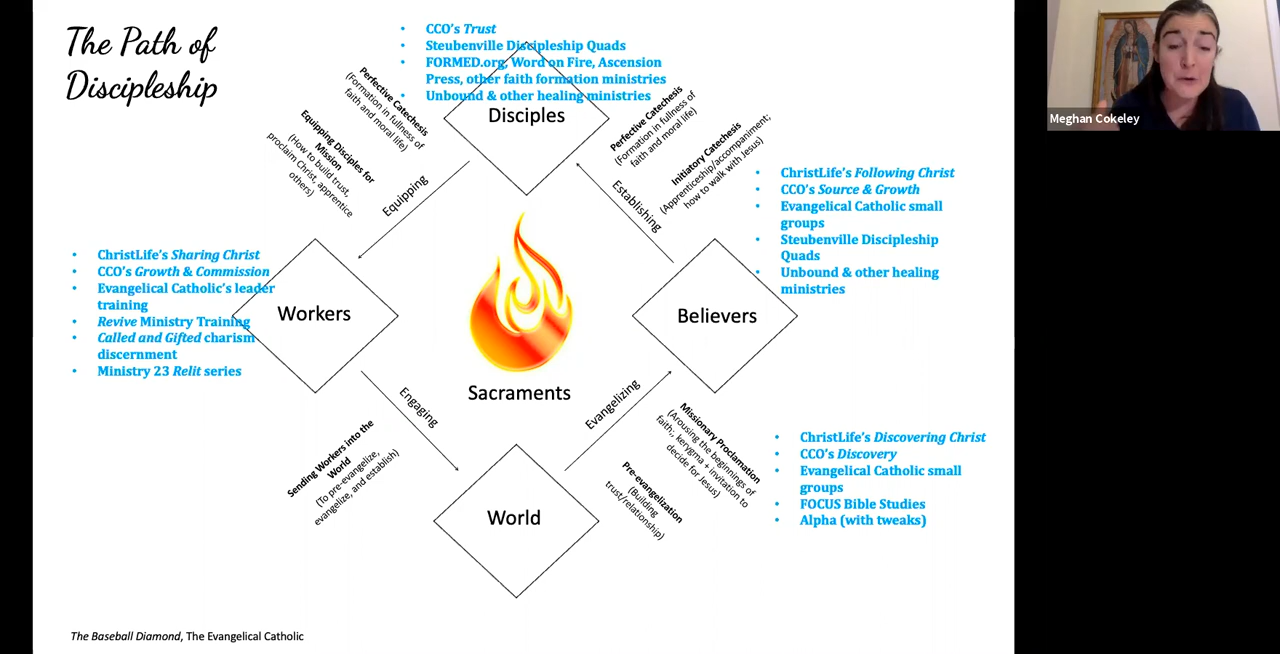 The Path of
Discipleship
• CCO's Trust
• Steubenville Discipleship Quads
• FORMED.org, Word on Fire, Ascension
Press, other faith formation ministries
• Unbound & other healing ministries
Disciples
Perfective Catechesis
(Formation in fullness of
faith and moral life)
Equipping Disciples for
Mission
(How to build trust,
proclaim Christ, apprentice
others)
Equipping
Perfective Catechesis
(Formation in fullness of
faith and moral life)
Initiatory Catechesis
(Apprenticeship/accompaniment;
how to walk with Jesus)
Establishing
• ChristLife's Following Christ
• CCO's Source & Growth
• Evangelical Catholic small
groups
• Steubenville Discipleship
Quads
• Unbound & other healing
ministries
• ChristLife's Sharing Christ
• CCO's Growth & Commission
• Evangelical Catholic's leader
training
• Revive Ministry Training
• Called and Gifted charism
discernment
• Ministry 23 Relit series
Workers
Believers
Sacraments
Engaging
Sending Workers into the
World
(To pre-evangelize,
evangelize, and establish)
Evangelizing
Missionary Proclamation
(Arousing the beginnings of
faith;, kerygma + invitation to
decide for Jesus)
Pre-evangelization
(Building
trust/relationship)
World
• ChristLife's Discovering Christ
• CCO's Discovery
• Evangelical Catholic small
groups
• FOCUS Bible Studies
• Alpha (with tweaks)
The Baseball Diamond, The Evangelical Catholic
Meghan Cokeley